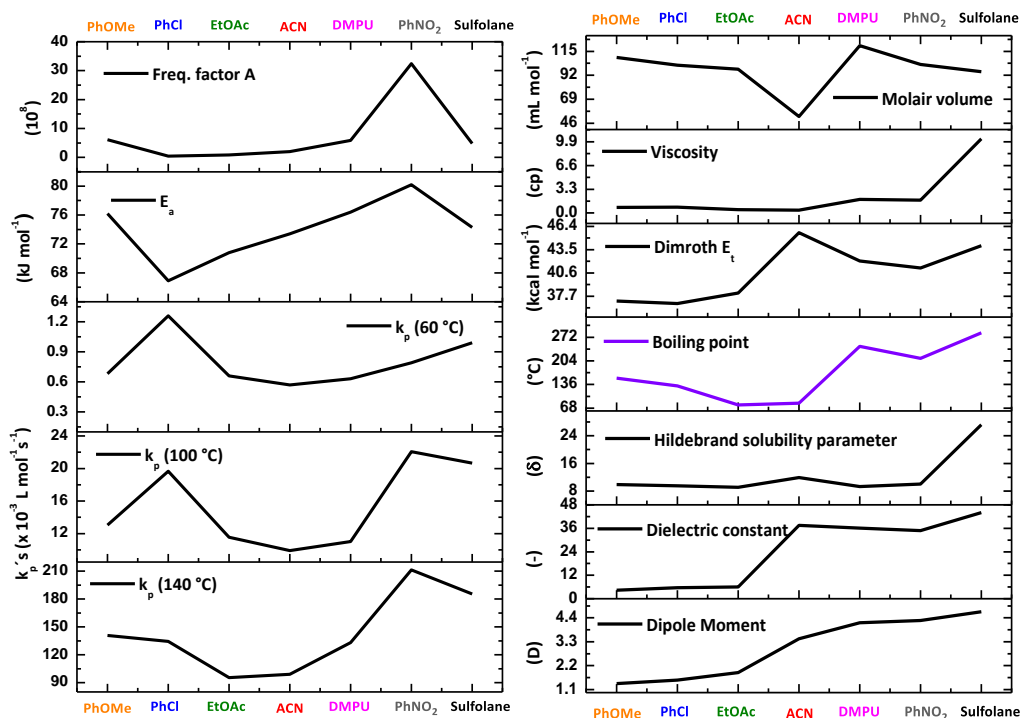 PhOMe PhCl EtOAc ACN DMPU PhNO₂ Sulfolane
40
30
20
10
0
(10⁸)
Freq. factor A
80
76
72
68
64
(kJ mol⁻¹)
Eₐ
1.2
0.9
0.6
0.3
kₚ (60 °C)
24
20
16
12
kₚ (100 °C)
210
180
150
120
90
kₚ (140 °C)
kₚ´s (x 10⁻³ L mol⁻¹ s⁻¹)
PhOMe PhCl EtOAc ACN DMPU PhNO₂ Sulfolane
PhOMe PhCl EtOAc ACN DMPU PhNO₂ Sulfolane
115
92
69
46
(mL mol⁻¹)
Molair volume
9.9
6.6
3.3
0.0
(cp)
Viscosity
46.4
43.5
40.6
37.7
(kcal mol⁻¹)
Dimroth Eₜ
272
204
136
68
(°C)
Boiling point
24
16
8
(δ)
Hildebrand solubility parameter
48
36
24
12
0
(-)
Dielectric constant
4.4
3.3
2.2
1.1
(D)
Dipole Moment
PhOMe PhCl EtOAc ACN DMPU PhNO₂ Sulfolane